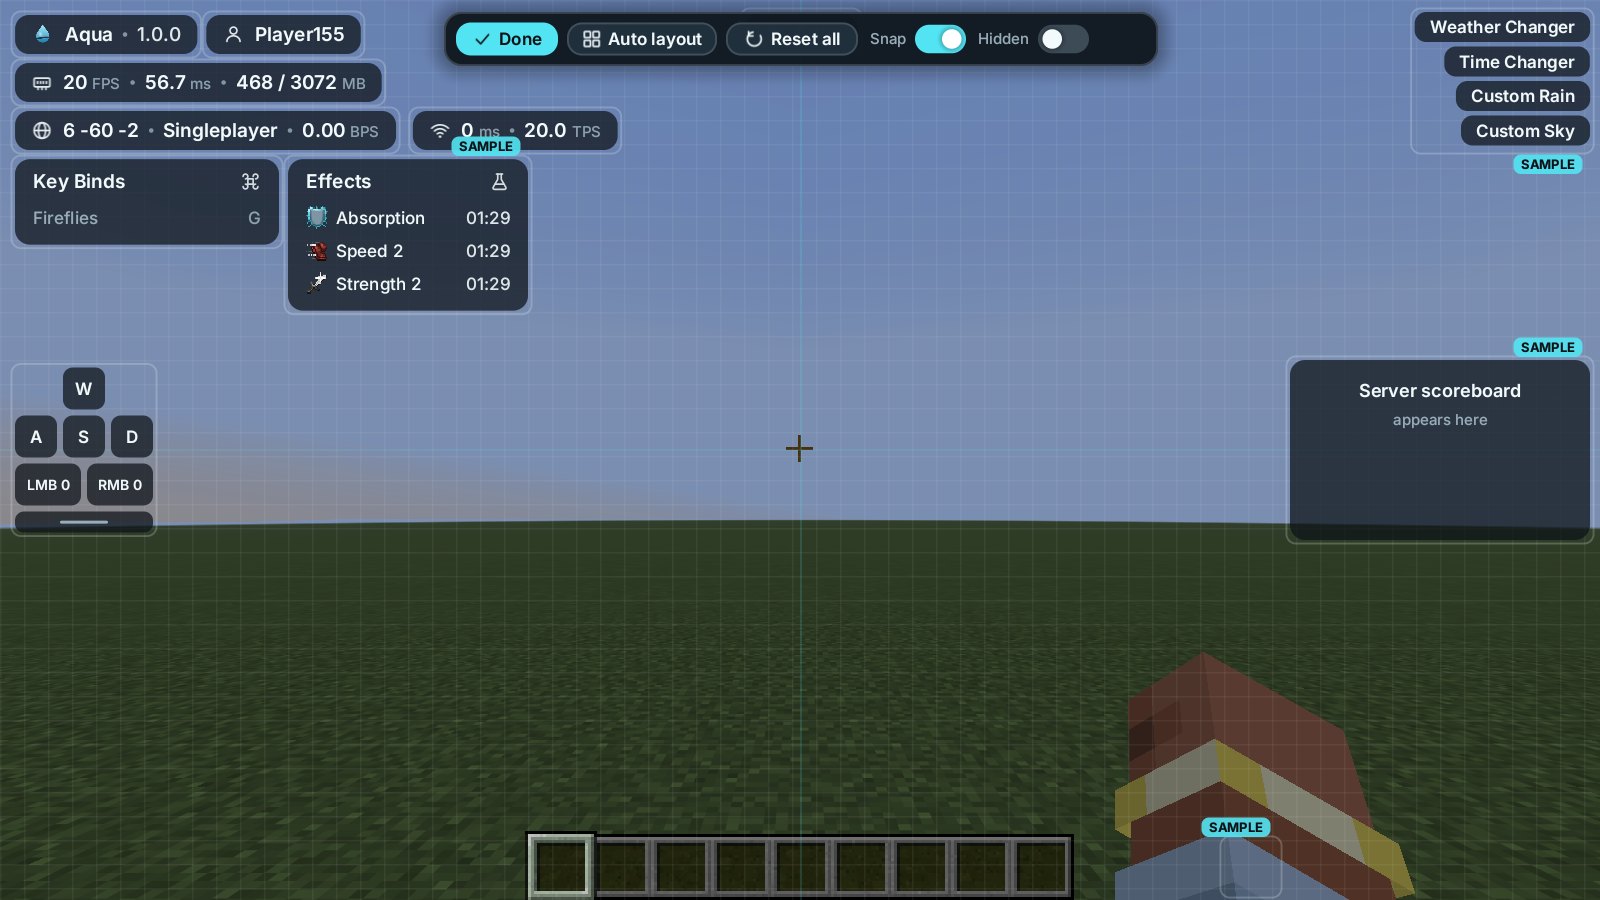 Aqua • 1.0.0
Player155
Done
Auto layout
Reset all
Snap
Hidden
20 FPS • 56.7 ms • 468 / 3072 MB
6 -60 -2 • Singleplayer • 0.00 BPS
0 ms • 20.0 TPS
SAMPLE
Key Binds
Fireflies G
Effects
Absorption 01:29
Speed 2 01:29
Strength 2 01:29
Weather Changer
Time Changer
Custom Rain
Custom Sky
SAMPLE
W
A S D
LMB 0 RMB 0
SAMPLE
Server scoreboard
appears here
SAMPLE